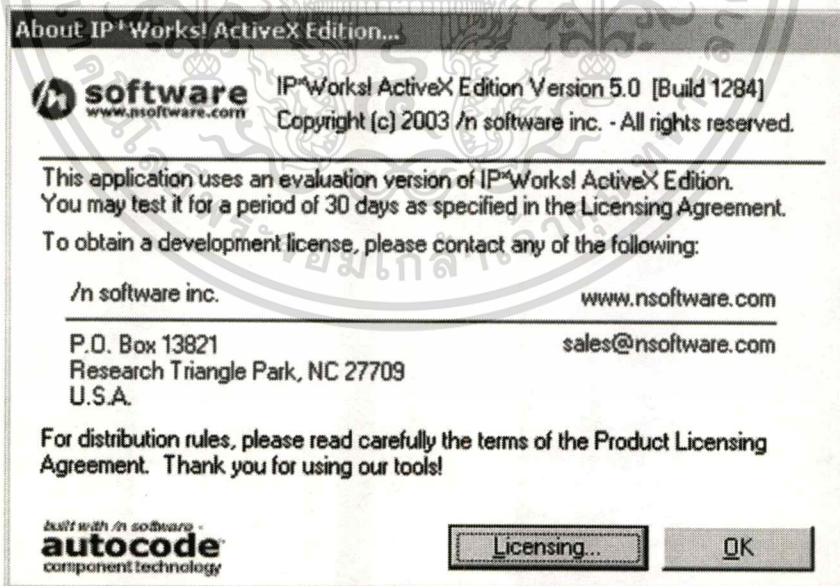 About IP*Works! ActiveX Edition...
/n software
www.nsoftware.com
IP*Works! ActiveX Edition Version 5.0 [Build 1284]
Copyright (c) 2003 /n software inc. - All rights reserved.
This application uses an evaluation version of IP*Works! ActiveX Edition.
You may test it for a period of 30 days as specified in the Licensing Agreement.
To obtain a development license, please contact any of the following:
/n software inc.
www.nsoftware.com
P.O. Box 13821
sales@nsoftware.com
Research Triangle Park, NC 27709
U.S.A.
For distribution rules, please read carefully the terms of the Product Licensing
Agreement. Thank you for using our tools!
built with /n software -
autocode
component technology
Licensing...
OK